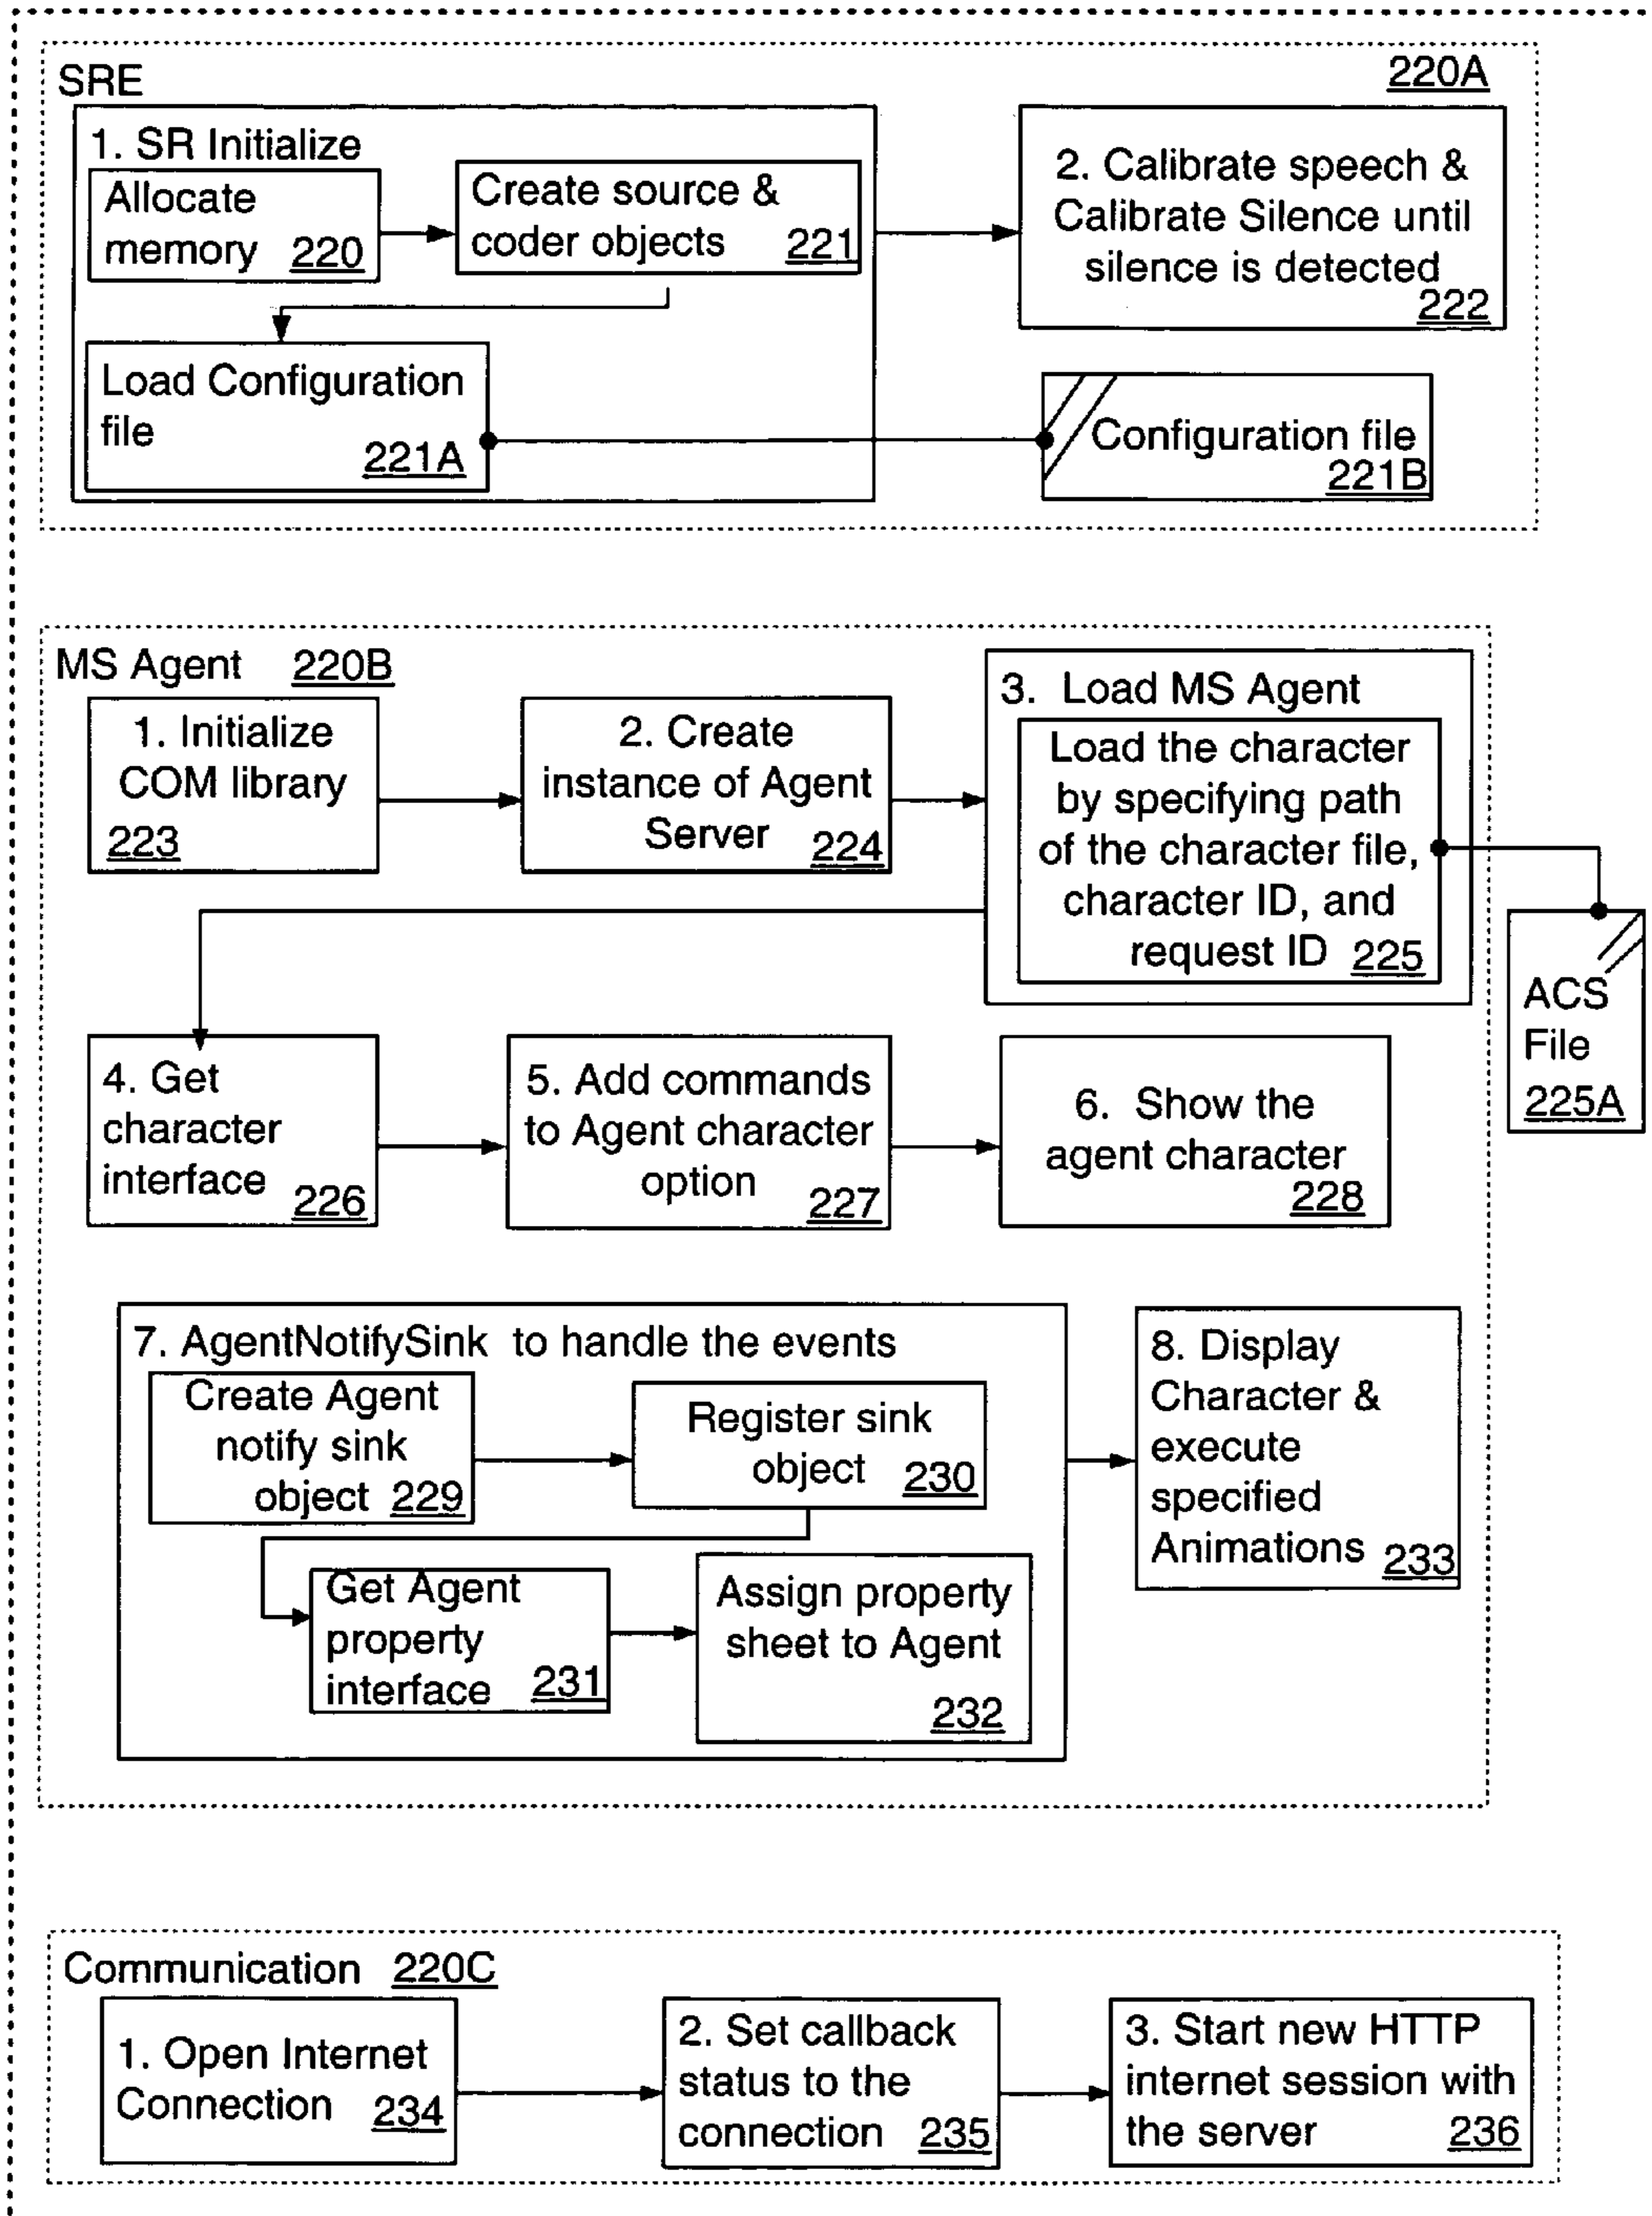 SRE
220A
1. SR Initialize
Allocate
memory 220
Create source &
coder objects 221
2. Calibrate speech &
Calibrate Silence until
silence is detected
222
Load Configuration
file
221A
Configuration file
221B
MS Agent 220B
1. Initialize
COM library
223
2. Create
instance of Agent
Server 224
3. Load MS Agent
Load the character
by specifying path
of the character file,
character ID, and
request ID 225
ACS
File
225A
4. Get
character
interface 226
5. Add commands
to Agent character
option 227
6. Show the
agent character
228
7. AgentNotifySink to handle the events
Create Agent
notify sink
object 229
Register sink
object 230
Get Agent
property
interface 231
Assign property
sheet to Agent
232
8. Display
Character &
execute
specified
Animations 233
Communication 220C
1. Open Internet
Connection 234
2. Set callback
status to the
connection 235
3. Start new HTTP
internet session with
the server 236